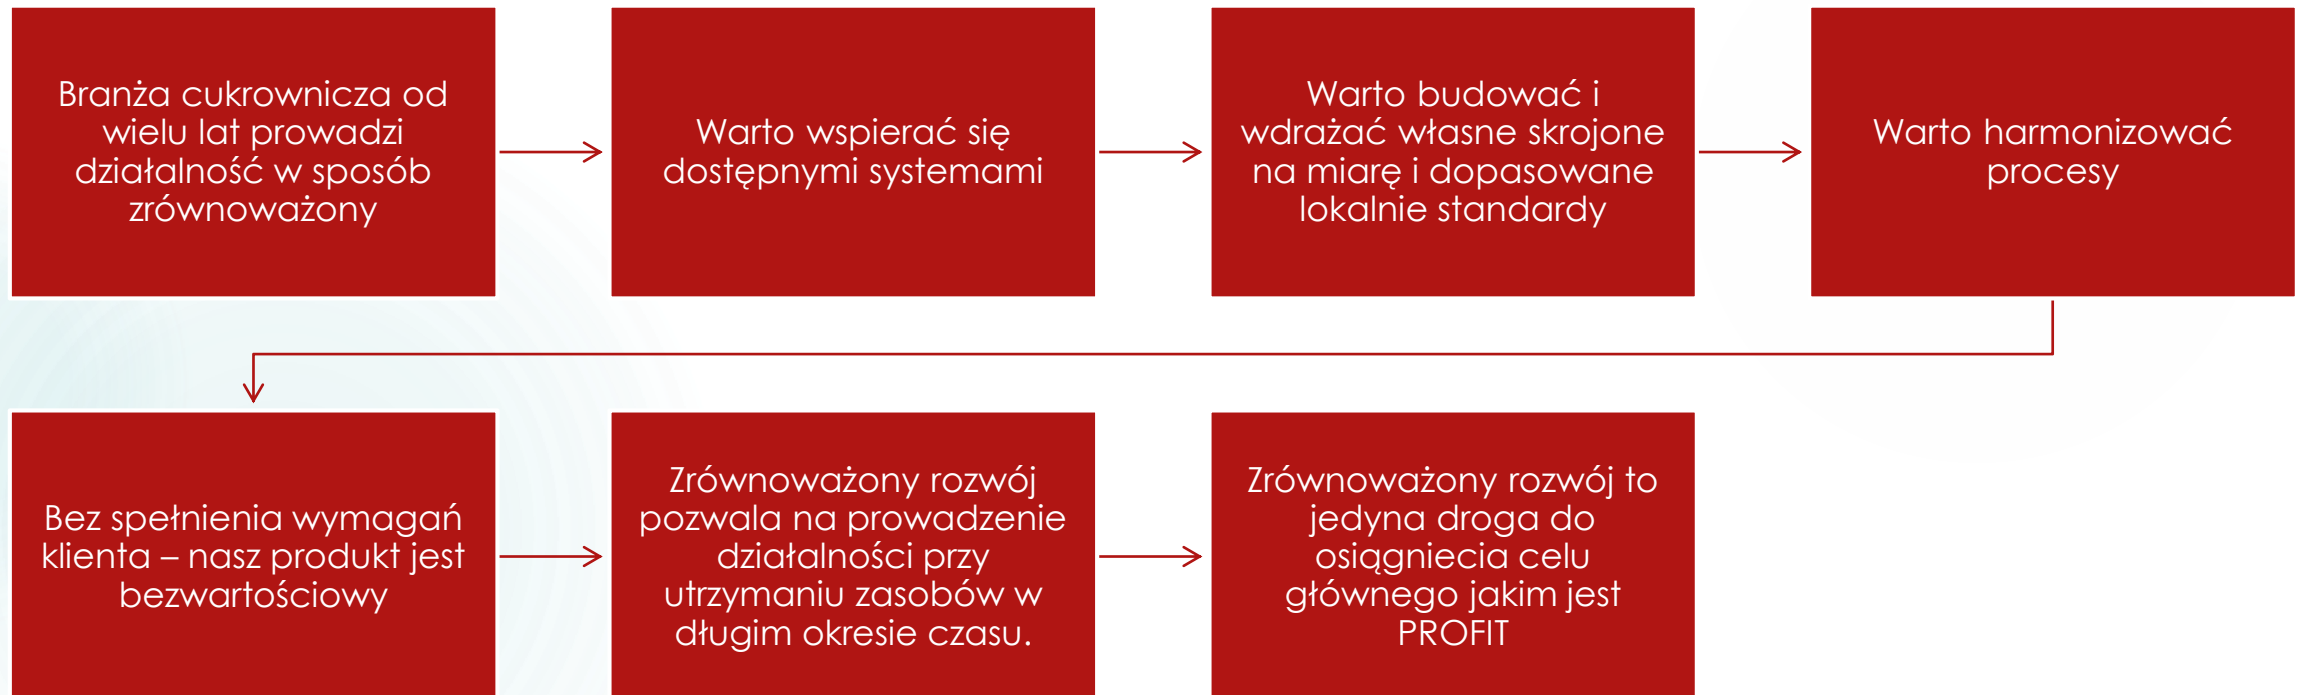 Branża cukrownicza od
wielu lat prowadzi
działalność w sposób
zrównoważony
Warto wspierać się
dostępnymi systemami
Warto budować i
wdrażać własne skrojone
na miarę i dopasowane
lokalnie standardy
Warto harmonizować
procesy
Bez spełnienia wymagań
klienta – nasz produkt jest
bezwartościowy
Zrównoważony rozwój
pozwala na prowadzenie
działalności przy
utrzymaniu zasobów w
długim okresie czasu.
Zrównoważony rozwój to
jedyna droga do
osiągniecia celu
głównego jakim jest
PROFIT